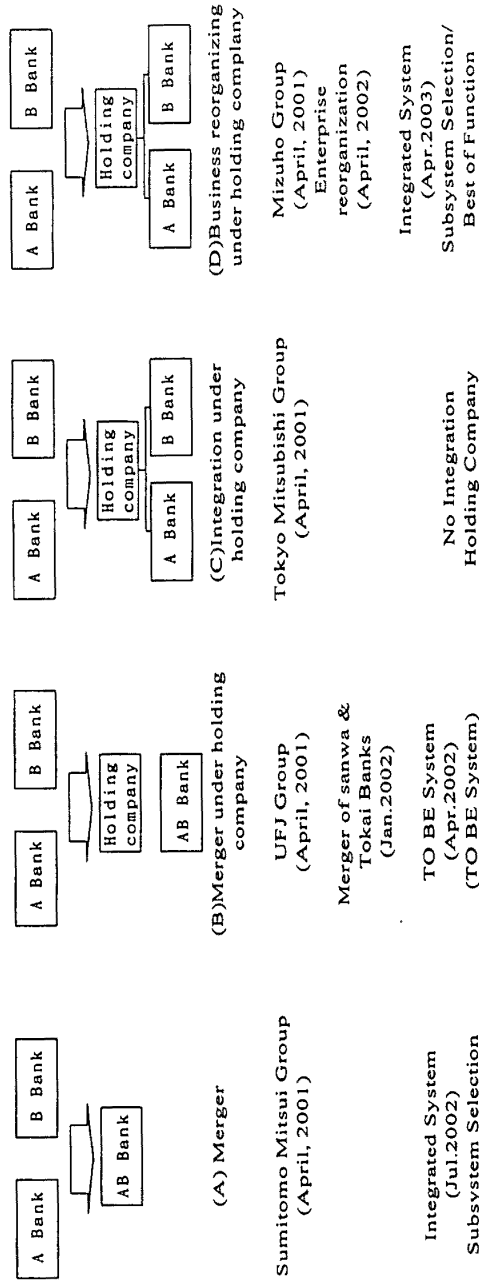 A Bank
B Bank
AB Bank
(A) Merger
Sumitomo Mitsui Group
(April, 2001)
Integrated System
(Jul.2002)
Subsystem Selection
A Bank
B Bank
Holding
company
AB Bank
(B)Merger under holding
company
UFJ Group
(April, 2001)
Merger of sanwa &
Tokai Banks
(Jan.2002)
TO BE System
(Apr.2002)
(TO BE System)
A Bank
B Bank
Holding
company
A Bank
B Bank
(C)Integration under
holding company
Tokyo Mitsubishi Group
(April, 2001)
No Integration
Holding Company
A Bank
B Bank
Holding
company
A Bank
B Bank
(D)Business reorganizing
under holding complany
Mizuho Group
(April, 2001)
Enterprise
reorganization
(April, 2002)
Integrated System
(Apr.2003)
Subsystem Selection/
Best of Function